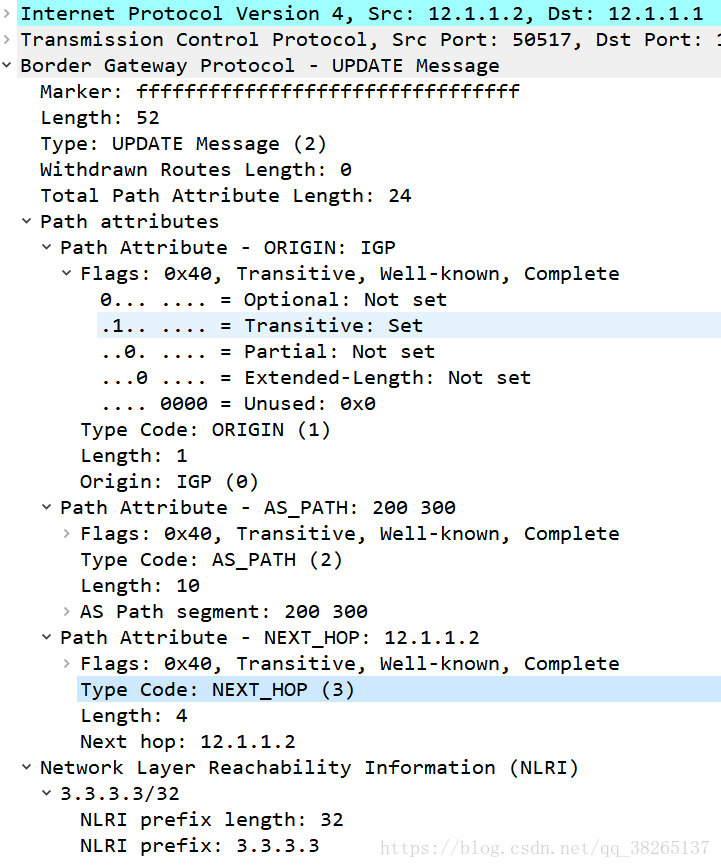 Internet Protocol Version 4, Src: 12.1.1.2, Dst: 12.1.1.1
Transmission Control Protocol, Src Port: 50517, Dst Port: 1
Border Gateway Protocol - UPDATE Message
Marker: ffffffffffffffffffffffffffffffff
Length: 52
Type: UPDATE Message (2)
Withdrawn Routes Length: 0
Total Path Attribute Length: 24
Path attributes
Path Attribute - ORIGIN: IGP
Flags: 0x40, Transitive, Well-known, Complete
0... .... = Optional: Not set
.1.. .... = Transitive: Set
..0. .... = Partial: Not set
...0 .... = Extended-Length: Not set
.... 0000 = Unused: 0x0
Type Code: ORIGIN (1)
Length: 1
Origin: IGP (0)
Path Attribute - AS_PATH: 200 300
Flags: 0x40, Transitive, Well-known, Complete
Type Code: AS_PATH (2)
Length: 10
AS Path segment: 200 300
Path Attribute - NEXT_HOP: 12.1.1.2
Flags: 0x40, Transitive, Well-known, Complete
Type Code: NEXT_HOP (3)
Length: 4
Next hop: 12.1.1.2
Network Layer Reachability Information (NLRI)
3.3.3.3/32
NLRI prefix length: 32
NLRI prefix: 3.3.3.3
https://blog.csdn.net/qq_38265137